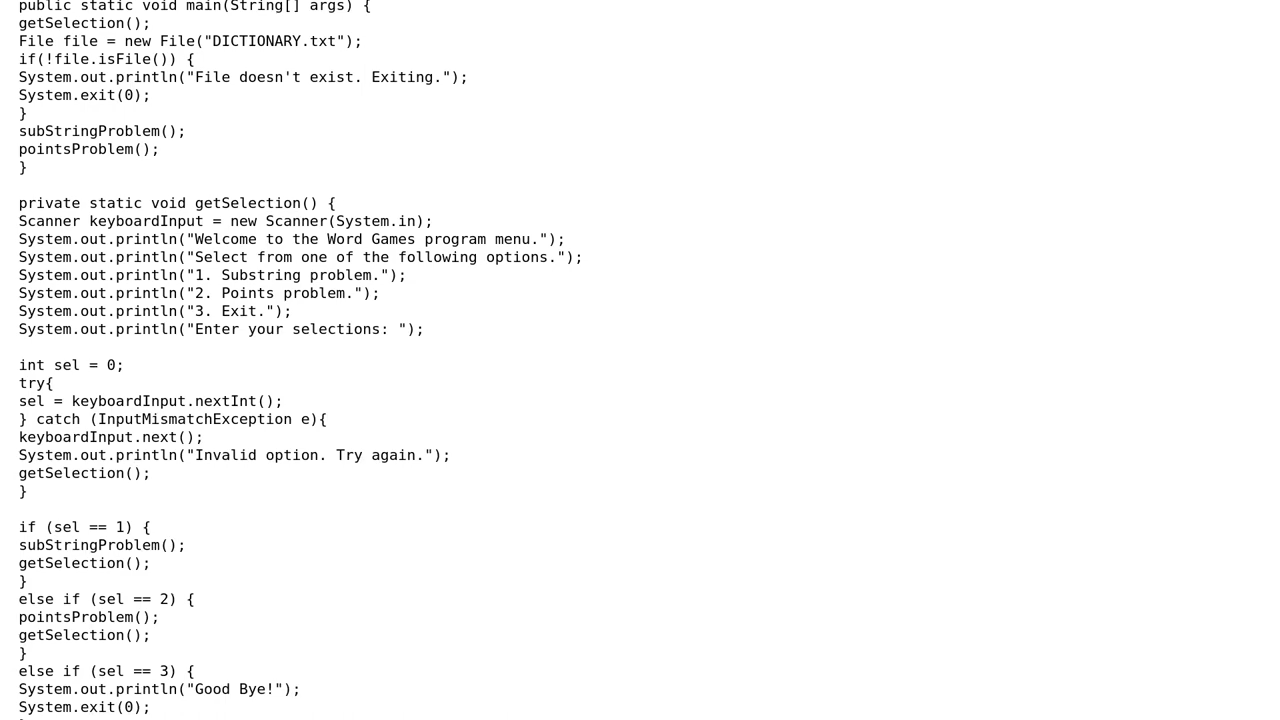 public static void main(String[] args) {
getSelection();
File file = new File("DICTIONARY.txt");
if(!file.isFile()) {
System.out.println("File doesn't exist. Exiting.");
System.exit(0);
}
subStringProblem();
pointsProblem();
}

private static void getSelection() {
Scanner keyboardInput = new Scanner(System.in);
System.out.println("Welcome to the Word Games program menu.");
System.out.println("Select from one of the following options.");
System.out.println("1. Substring problem.");
System.out.println("2. Points problem.");
System.out.println("3. Exit.");
System.out.println("Enter your selections: ");

int sel = 0;
try{
sel = keyboardInput.nextInt();
} catch (InputMismatchException e){
keyboardInput.next();
System.out.println("Invalid option. Try again.");
getSelection();
}

if (sel == 1) {
subStringProblem();
getSelection();
}
else if (sel == 2) {
pointsProblem();
getSelection();
}
else if (sel == 3) {
System.out.println("Good Bye!");
System.exit(0);